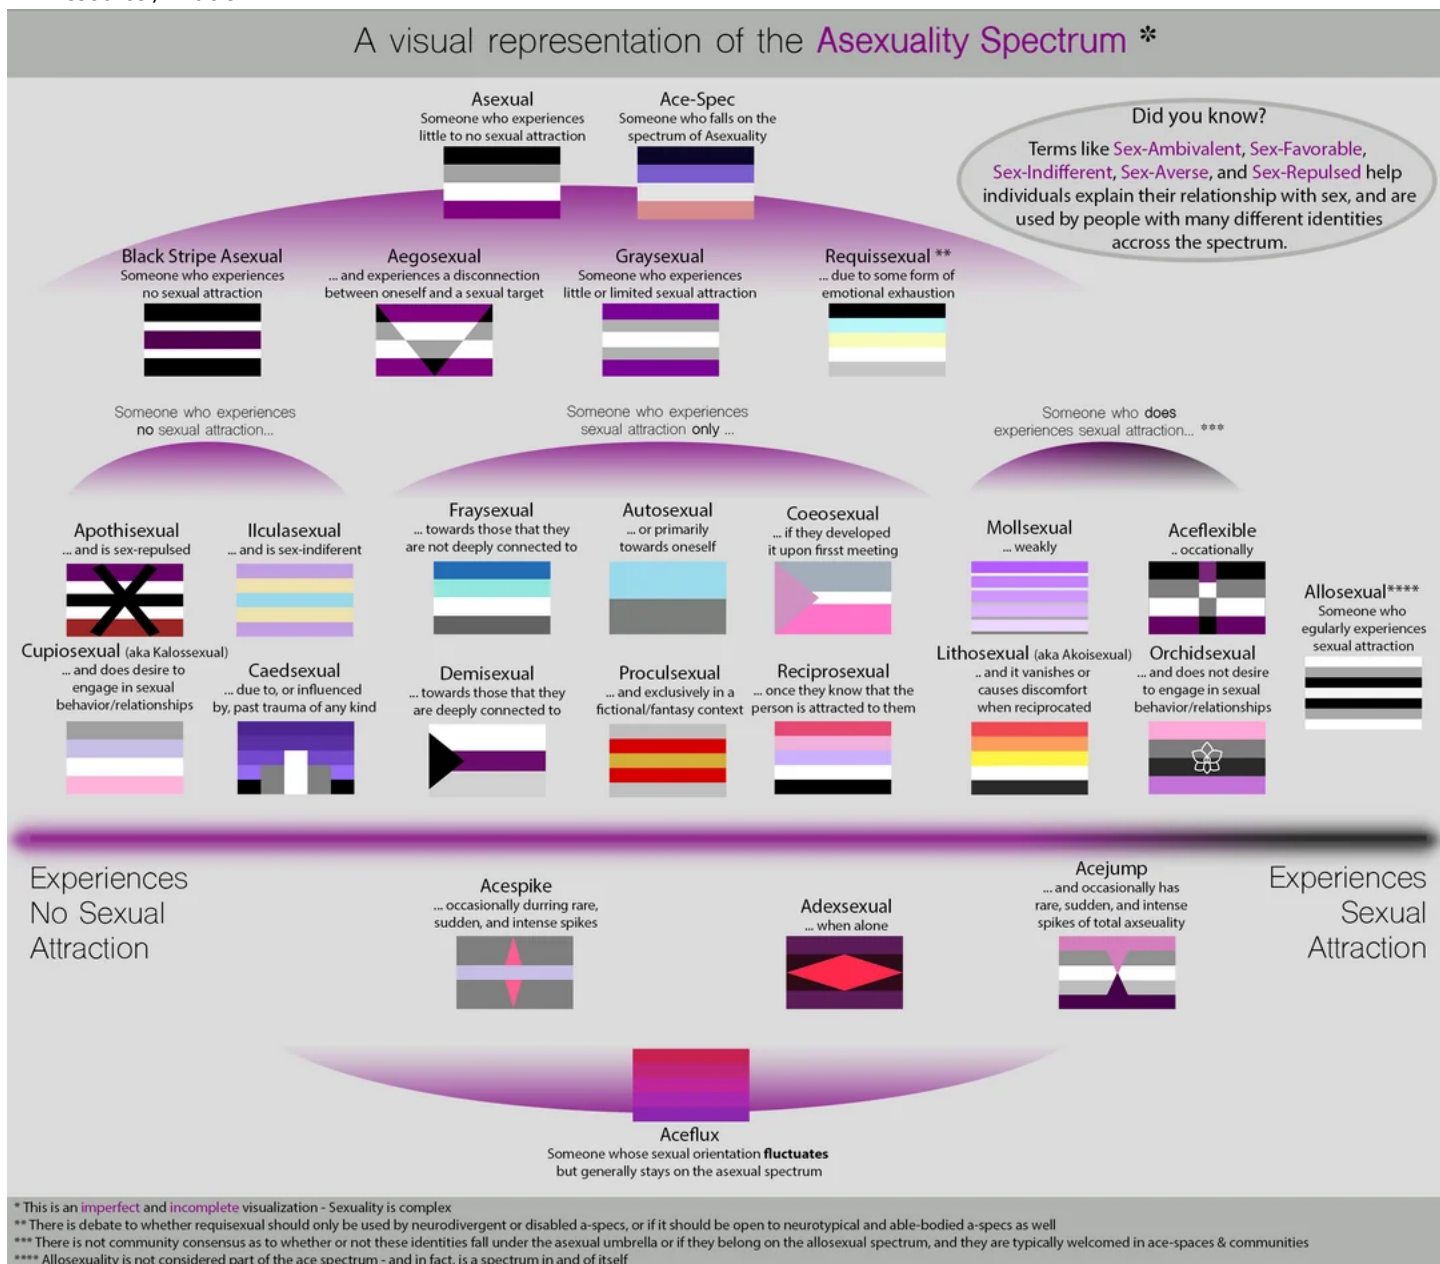 A visual representation of the Asexuality Spectrum *
Asexual
Someone who experiences
little to no sexual attraction
Ace-Spec
Someone who falls on the
spectrum of Asexuality
Did you know?
Terms like Sex-Ambivalent, Sex-Favorable,
Sex-Indifferent, Sex-Averse, and Sex-Repulsed help
individuals explain their relationship with sex, and are
used by people with many different identities
accross the spectrum.
Black Stripe Asexual
Someone who experiences
no sexual attraction
Aegosexual
... and experiences a disconnection
between oneself and a sexual target
Graysexual
Someone who experiences
little or limited sexual attraction
Requissexual **
... due to some form of
emotional exhaustion
Someone who experiences
no sexual attraction...
Someone who experiences
sexual attraction only ...
Someone who does
experiences sexual attraction... ***
Apothisexual
... and is sex-repulsed
Ilculasexual
... and is sex-indiferent
Fraysexual
... towards those that they
are not deeply connected to
Autosexual
... or primarily
towards oneself
Coeosexual
... if they developed
it upon firsst meeting
Mollsexual
... weakly
Aceflexible
.. occationally
Allosexual****
Someone who
egularly experiences
sexual attraction
Cupiosexual (aka Kalossexual)
... and does desire to
engage in sexual
behavior/relationships
Caedsexual
... due to, or influenced
by, past trauma of any kind
Demisexual
... towards those that they
are deeply connected to
Proculsexual
... and exclusively in a
fictional/fantasy context
Reciprosexual
... once they know that the
person is attracted to them
Lithosexual (aka Akoisexual)
.. and it vanishes or
causes discomfort
when reciprocated
Orchidsexual
... and does not desire
to engage in sexual
behavior/relationships
Experiences
No Sexual
Attraction
Acespike
... occasionally durring rare,
sudden, and intense spikes
Adexsexual
... when alone
Acejump
... and occasionally has
rare, sudden, and intense
spikes of total axseuality
Experiences
Sexual
Attraction
Aceflux
Someone whose sexual orientation fluctuates
but generally stays on the asexual spectrum
* This is an imperfect and incomplete visualization - Sexuality is complex
** There is debate to whether requisexual should only be used by neurodivergent or disabled a-specs, or if it should be open to neurotypical and able-bodied a-specs as well
*** There is not community consensus as to whether or not these identities fall under the asexual umbrella or if they belong on the allosexual spectrum, and they are typically welcomed in ace-spaces & communities
**** Allosexuality is not considered part of the ace spectrum - and in fact, is a spectrum in and of itself